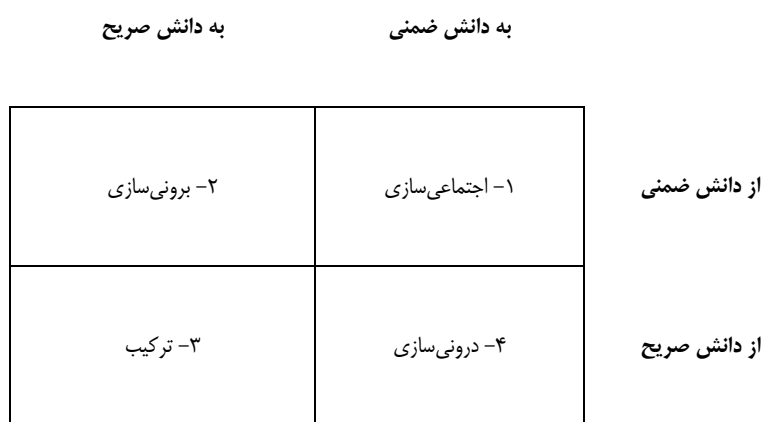 به دانش ضمنی
به دانش صریح
از دانش ضمنی
۱- اجتماعی‌سازی
۲- برونی‌سازی
از دانش صریح
۴- درونی‌سازی
۳- ترکیب